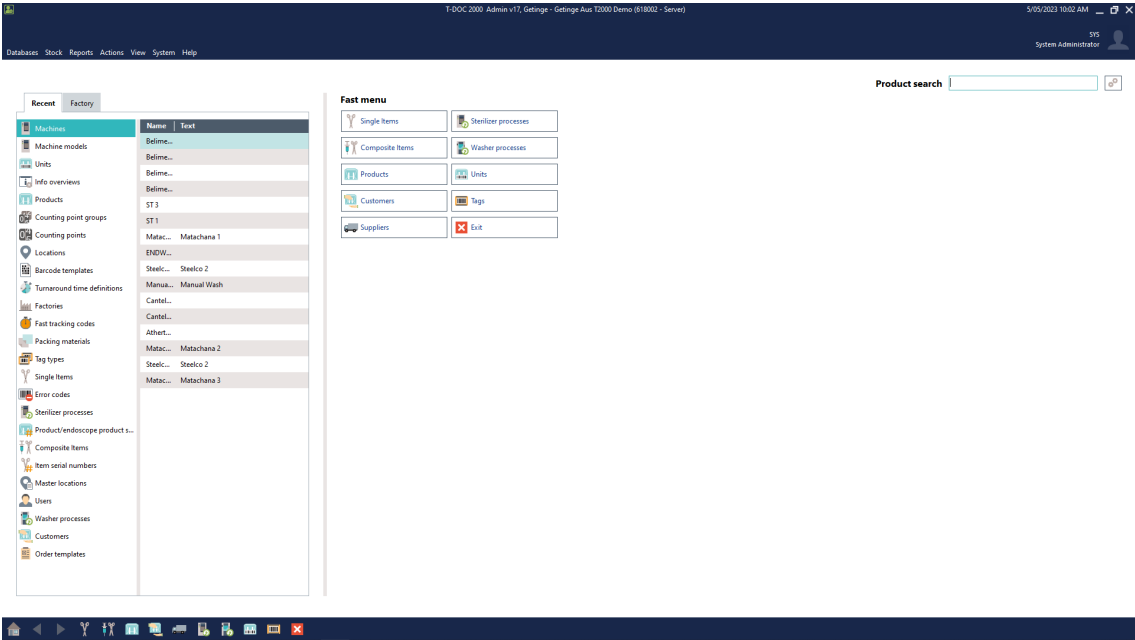 T-DOC 2000 Admin v17, Getinge - Getinge Aus T2000 Demo (618002 - Server)
5/05/2023 10:02 AM
SYS
System Administrator
Databases Stock Reports Actions View System Help
Product search
Recent Factory
Machines
Machine models
Units
Info overviews
Products
Counting point groups
Counting points
Locations
Barcode templates
Turnaround time definitions
Factories
Fast tracking codes
Packing materials
Tag types
Single Items
Error codes
Sterilizer processes
Product/endoscope product s...
Composite Items
Item serial numbers
Master locations
Users
Washer processes
Customers
Order templates
Name Text
Belime...
Belime...
Belime...
Belime...
ST 3
ST 1
Matac... Matachana 1
ENDW...
Steelc... Steelco 2
Manua... Manual Wash
Cantel...
Cantel...
Athert...
Matac... Matachana 2
Steelc... Steelco 2
Matac... Matachana 3
Fast menu
Single Items Sterilizer processes
Composite Items Washer processes
Products Units
Customers Tags
Suppliers Exit